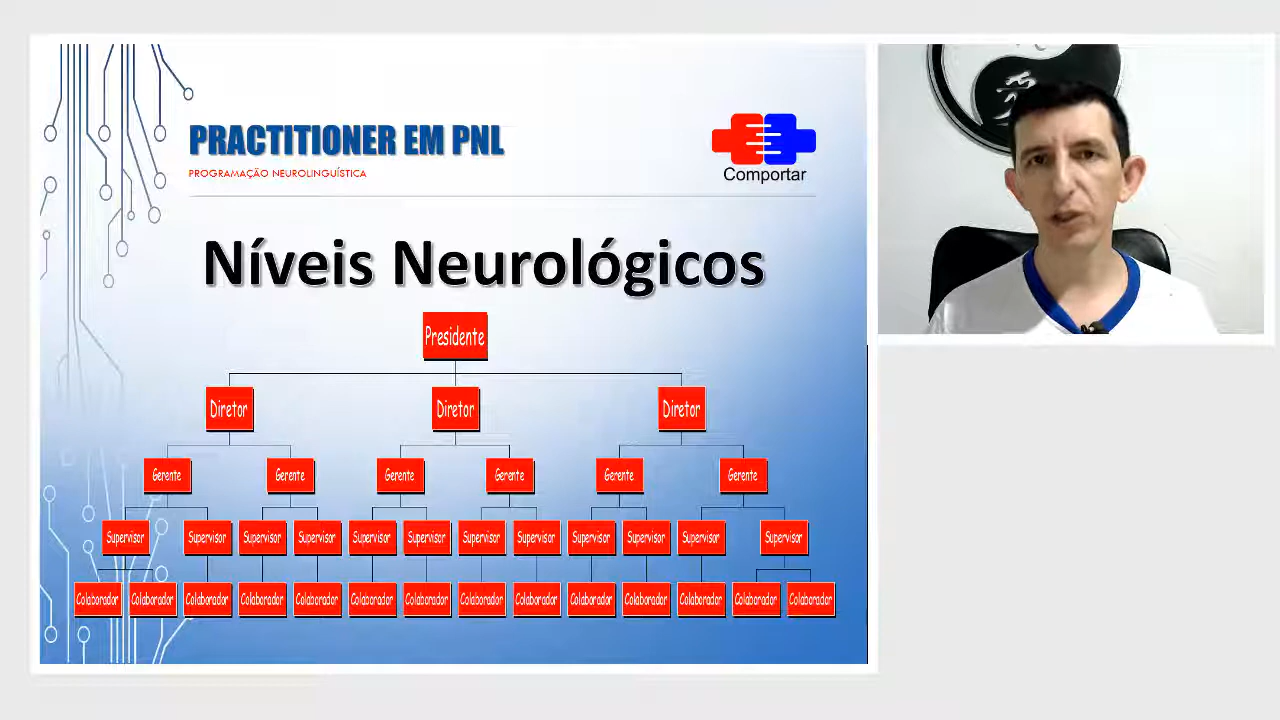 PRACTITIONER EM PNL
PROGRAMAÇÃO NEUROLINGUÍSTICA
Comportar
Níveis Neurológicos
Presidente
Diretor Diretor Diretor
Gerente Gerente Gerente Gerente Gerente Gerente
Supervisor Supervisor Supervisor Supervisor Supervisor Supervisor Supervisor Supervisor Supervisor Supervisor Supervisor Supervisor
Colaborador Colaborador Colaborador Colaborador Colaborador Colaborador Colaborador Colaborador Colaborador Colaborador Colaborador Colaborador Colaborador Colaborador